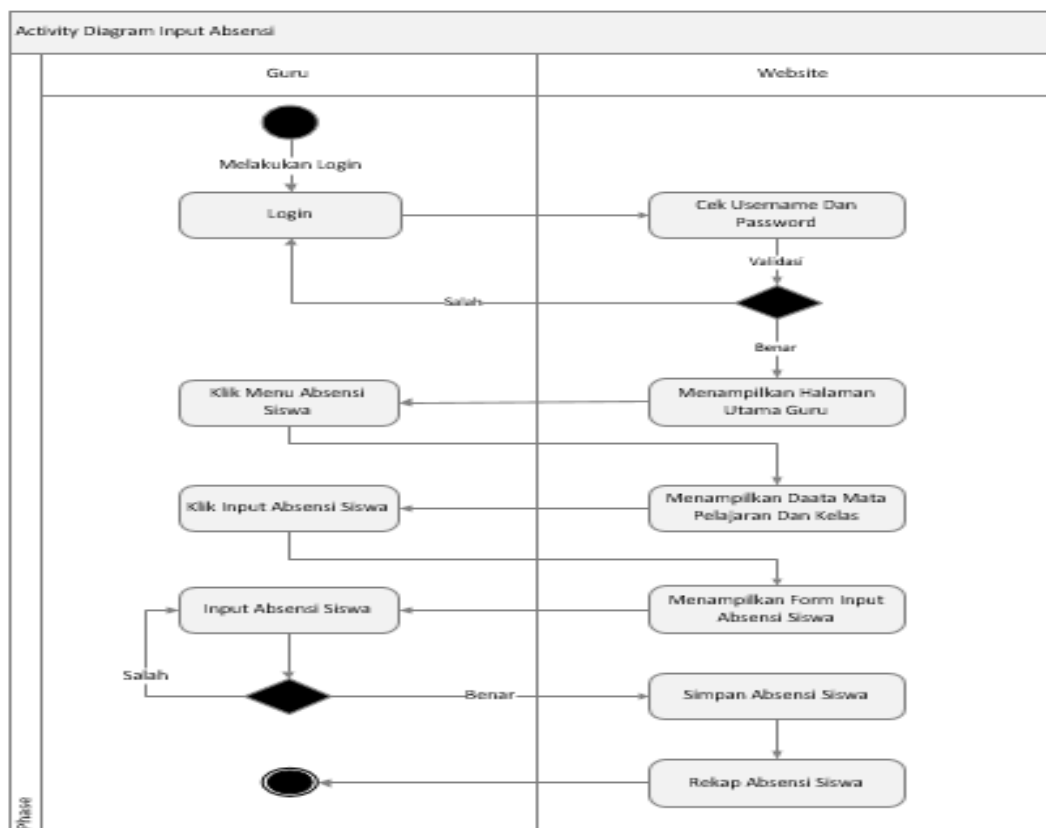 Activity Diagram Input Absensi
Guru
Website
Melakukan Login
Login
Cek Username Dan
Password
Validasi
Salah
Benar
Klik Menu Absensi
Siswa
Menampilkan Halaman
Utama Guru
Klik Input Absensi Siswa
Menampilkan Daata Mata
Pelajaran Dan Kelas
Input Absensi Siswa
Menampilkan Form Input
Absensi Siswa
Salah
Benar
Simpan Absensi Siswa
Rekap Absensi Siswa
Phase